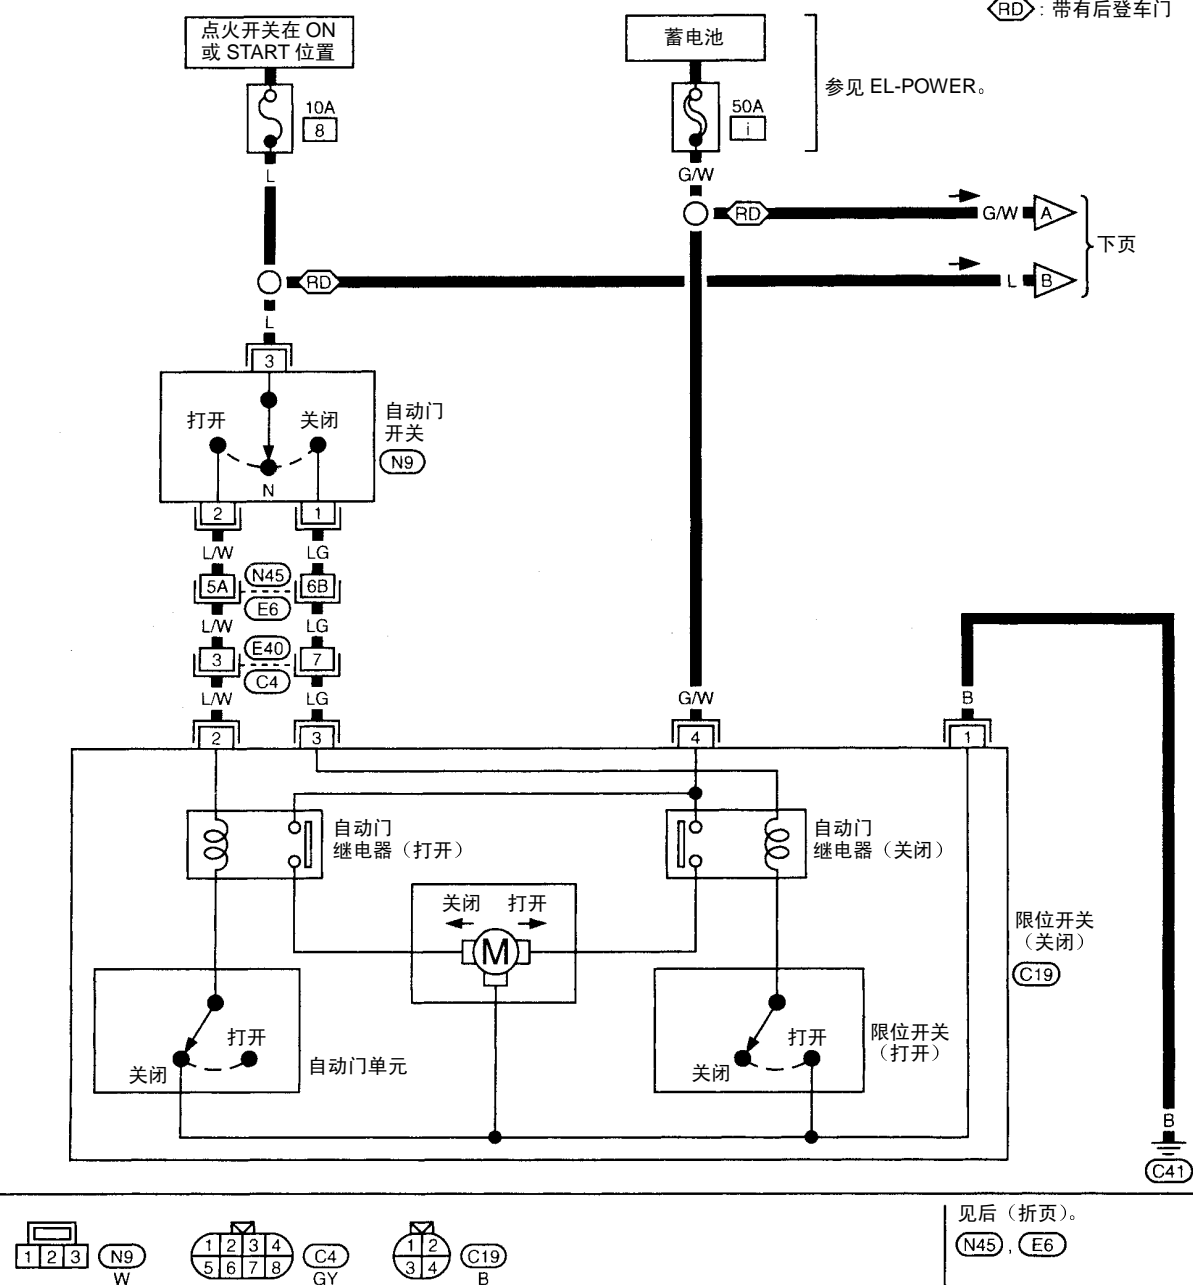 RD : 带有后登车门
点火开关在 ON
或 START 位置
蓄电池
参见 EL-POWER。
10A
8
50A
i
L
G/W
RD
G/W
A
下页
RD
L
B
L
3
打开
关闭
N
自动门
开关
N9
2
1
L/W
LG
5A
N45
6B
E6
L/W
LG
3
E40
7
C4
L/W
LG
G/W
B
2
3
4
1
自动门
继电器（打开）
自动门
继电器（关闭）
关闭
打开
M
限位开关
（关闭）
C19
打开
关闭
自动门单元
打开
关闭
限位开关
（打开）
B
C41
1 2 3
N9
W
1 2 3 4
5 6 7 8
C4
GY
1 2
3 4
C19
B
见后（折页）。
N45 , E6